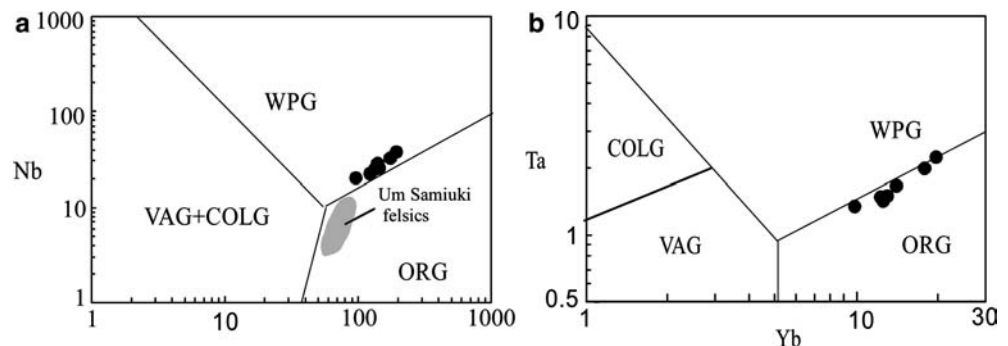 a
1000
100
Nb
10
1
WPG
Um Samiuki
felsics
VAG+COLG
ORG
1 10 100 1000
b
10
Ta
1
0.5
WPG
COLG
VAG
ORG
1 10 30
Yb